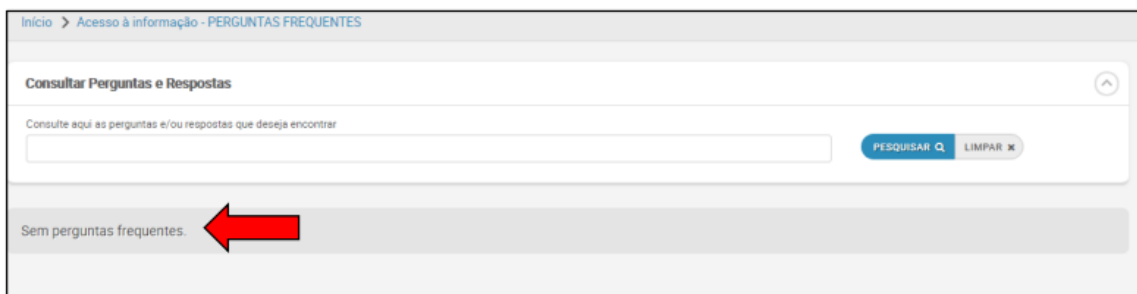 Início > Acesso à informação - PERGUNTAS FREQUENTES
Consultar Perguntas e Respostas
Consulte aqui as perguntas e/ou respostas que deseja encontrar
PESQUISAR LIMPAR ×
Sem perguntas frequentes.